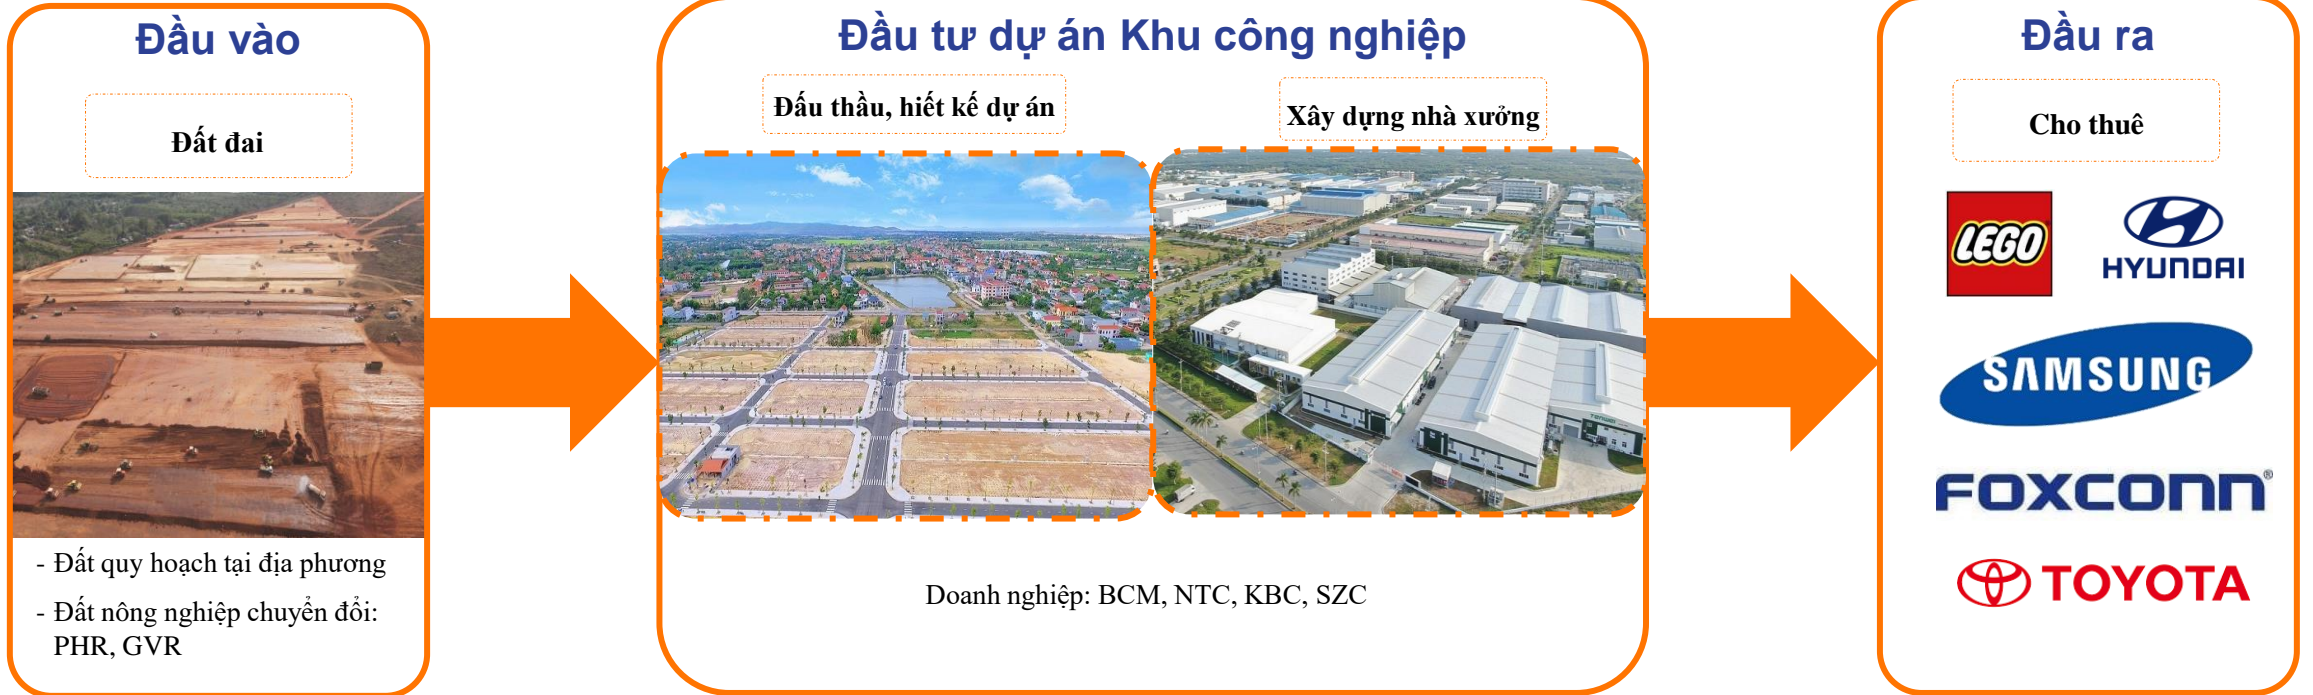 Đầu vào
Đất đai
- Đất quy hoạch tại địa phương
- Đất nông nghiệp chuyển đổi:
PHR, GVR
Đầu tư dự án Khu công nghiệp
Đấu thầu, hiết kế dự án
Xây dựng nhà xưởng
Doanh nghiệp: BCM, NTC, KBC, SZC
Đầu ra
Cho thuê
LEGO
HYUNDAI
SAMSUNG
FOXCONN®
TOYOTA